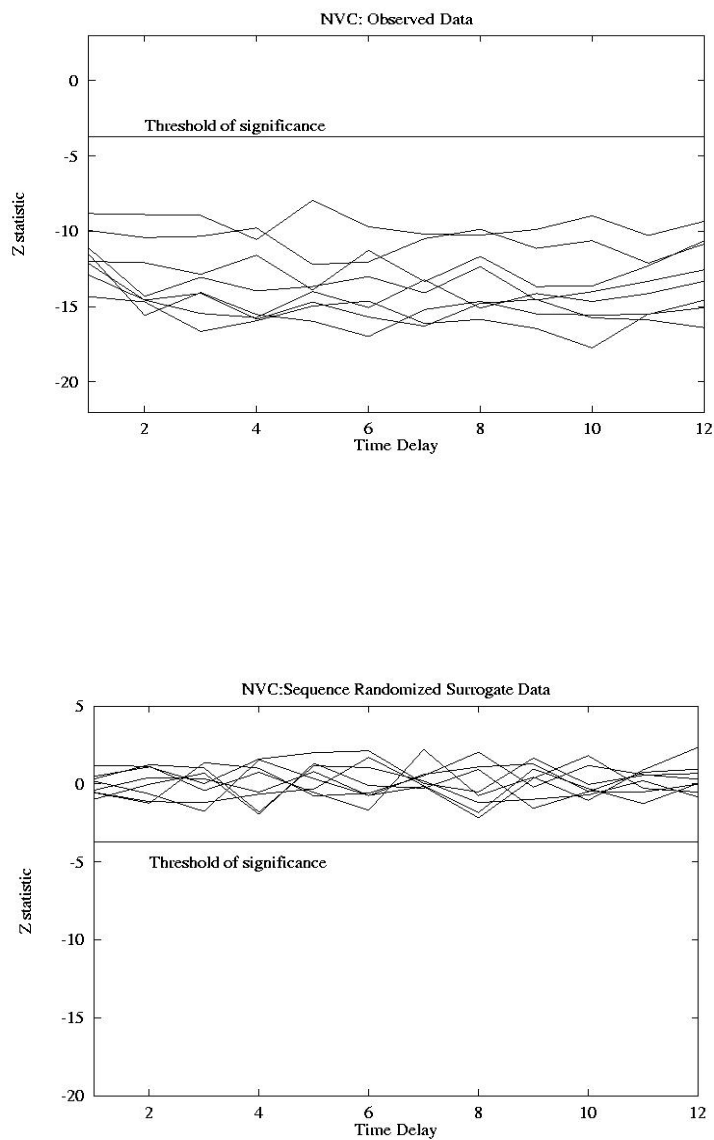 NVC: Observed Data
0
Threshold of significance
-5
Z statistic
-10
-15
-20
2 4 6 8 10 12
Time Delay
NVC:Sequence Randomized Surrogate Data
5
0
Threshold of significance
-5
Z statistic
-10
-15
-20
2 4 6 8 10 12
Time Delay